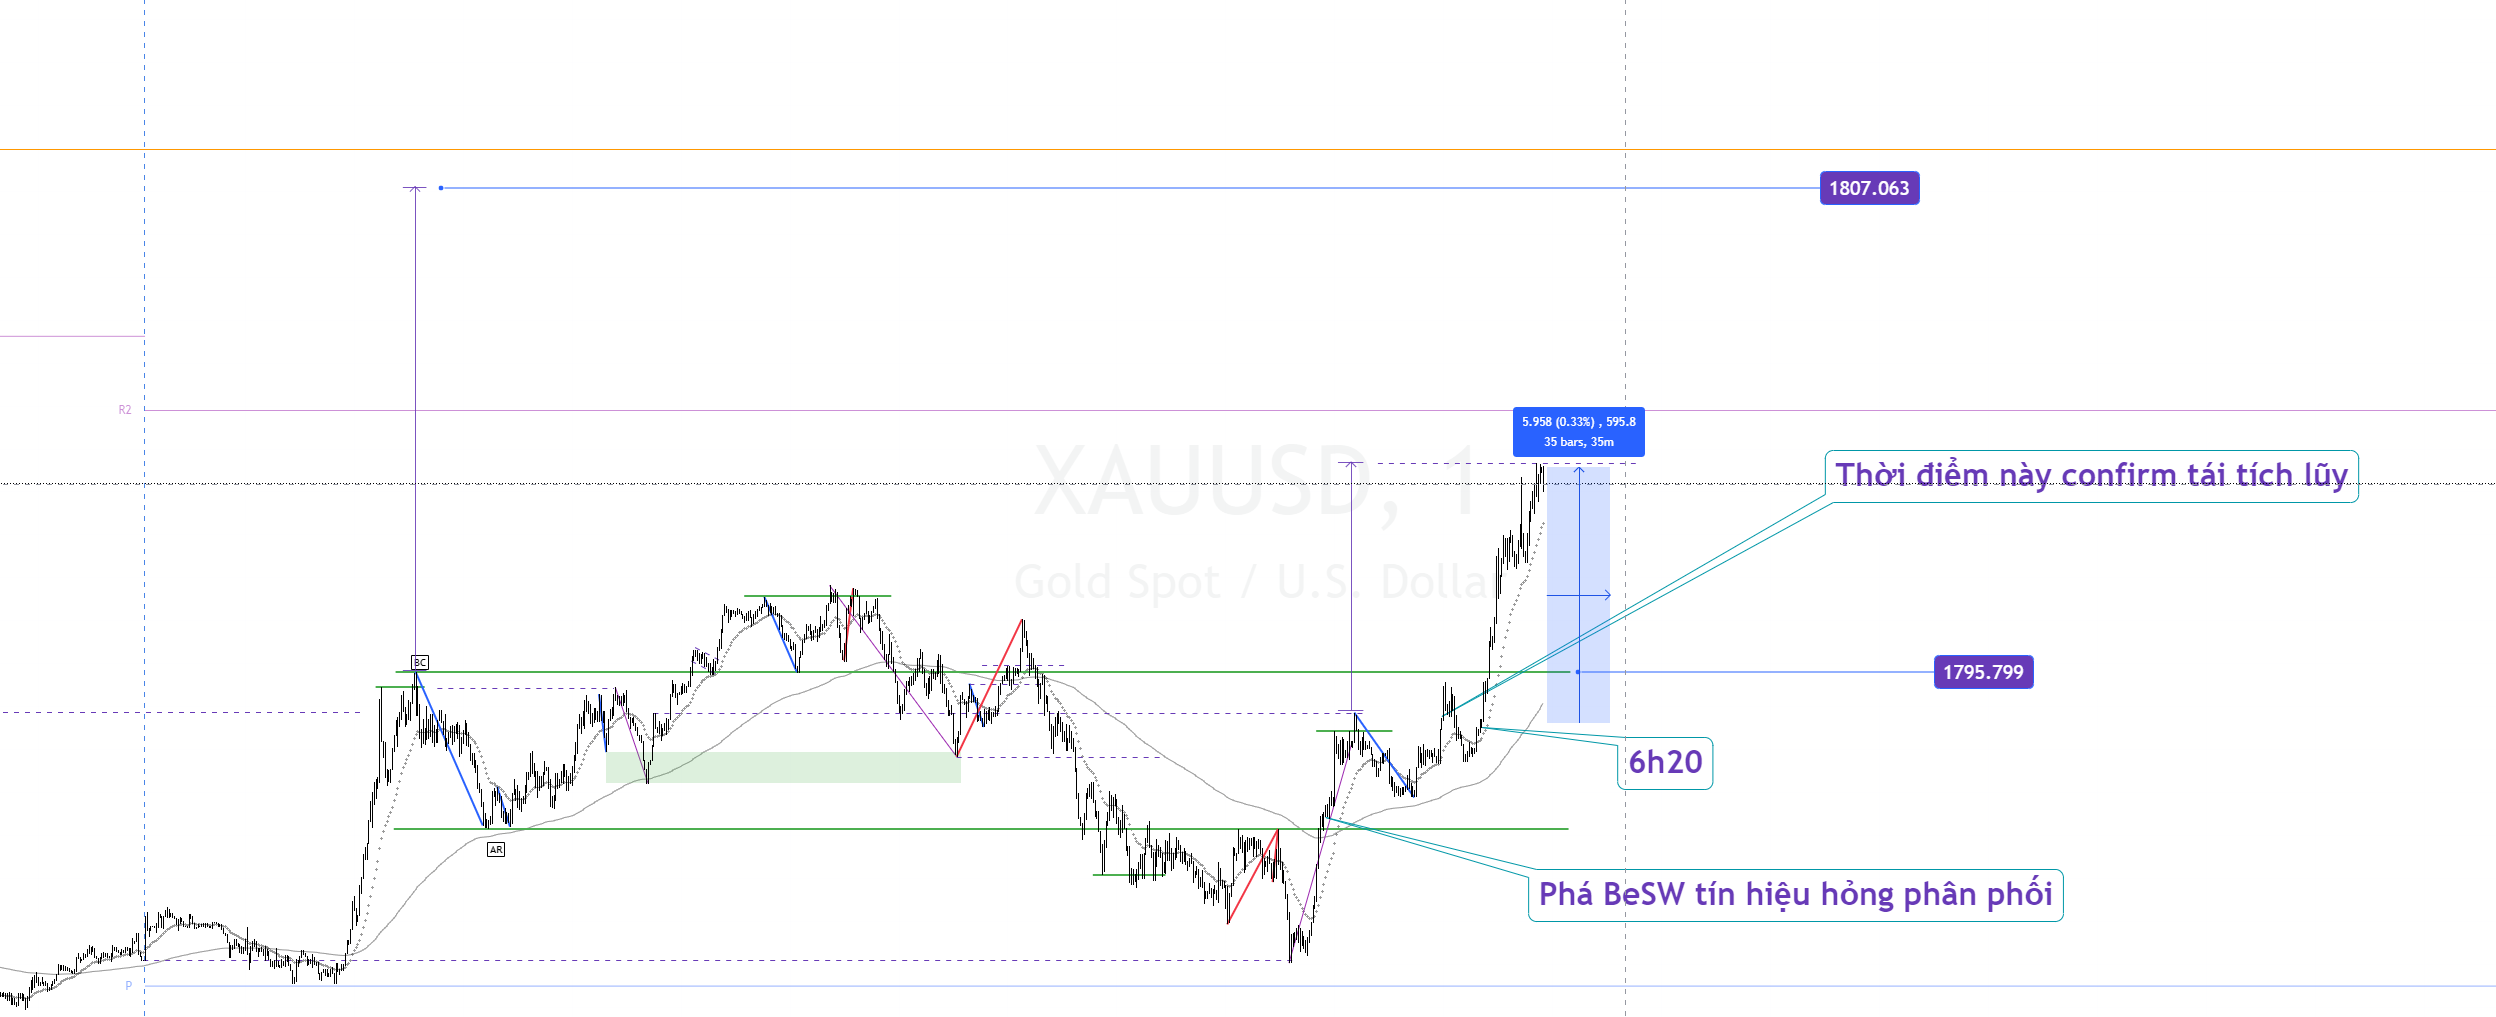 1807.063
R2
5.958 (0.33%) , 595.8
35 bars, 35m
XAUUSD, 1
Thời điểm này confirm tái tích lũy
Gold Spot / U.S. Dollar
BC
1795.799
6h20
AR
Phá BeSW tín hiệu hỏng phân phối
P